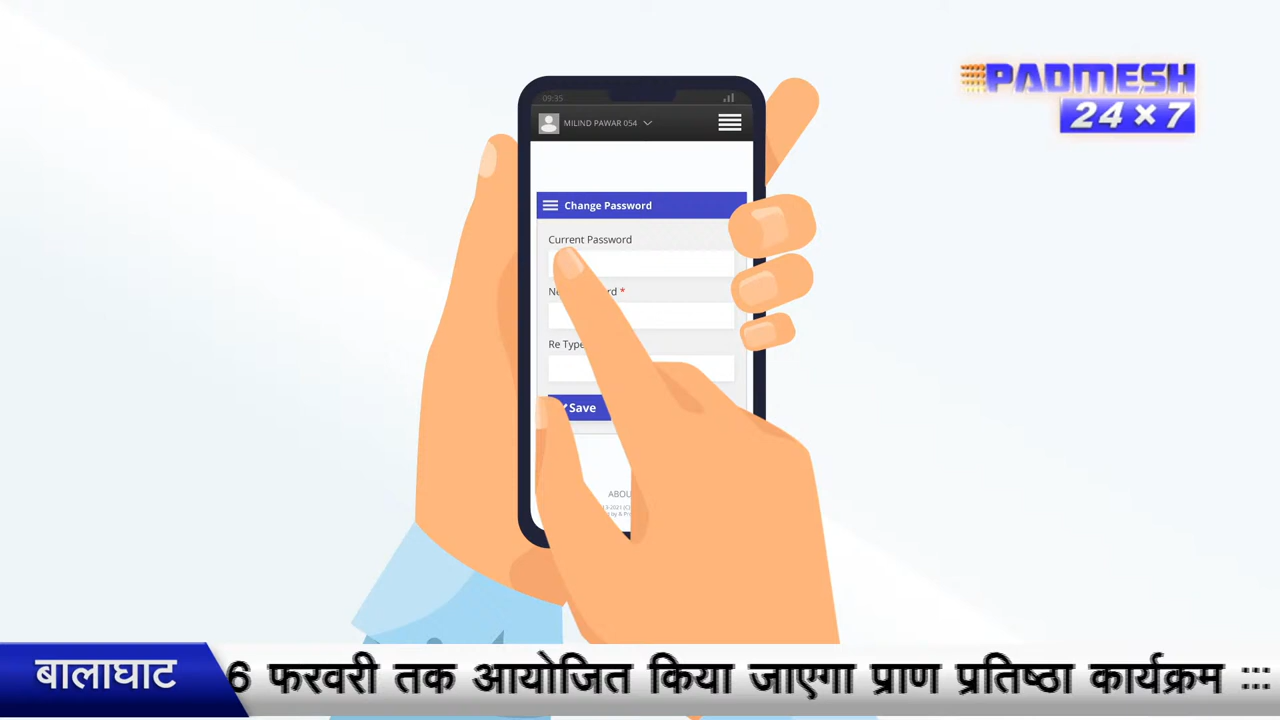 PADMESH
24×7
09:35
MILIND PAWAR 054
Change Password
Current Password
*
Re Type
Save
बालाघाट
6 फरवरी तक आयोजित किया जाएगा प्राण प्रतिष्ठा कार्यक्रम :::